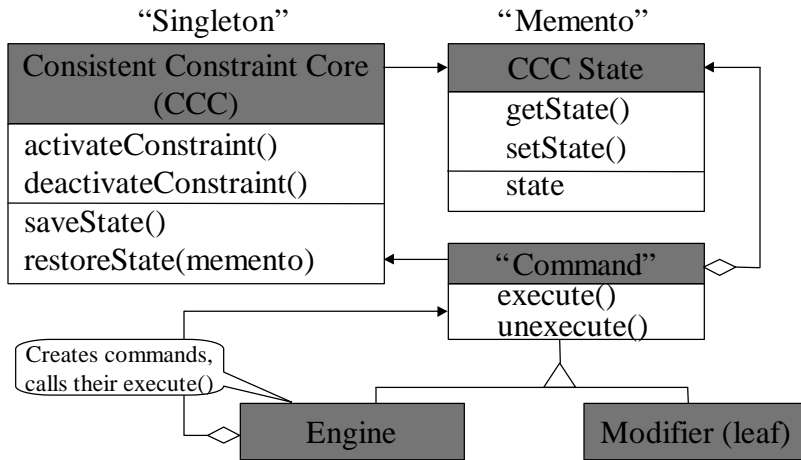 “Singleton”
Consistent Constraint Core
(CCC)
activateConstraint()
deactivateConstraint()
saveState()
restoreState(memento)
“Memento”
CCC State
getState()
setState()
state
“Command”
execute()
unexecute()
Creates commands,
calls their execute()
Engine
Modifier (leaf)